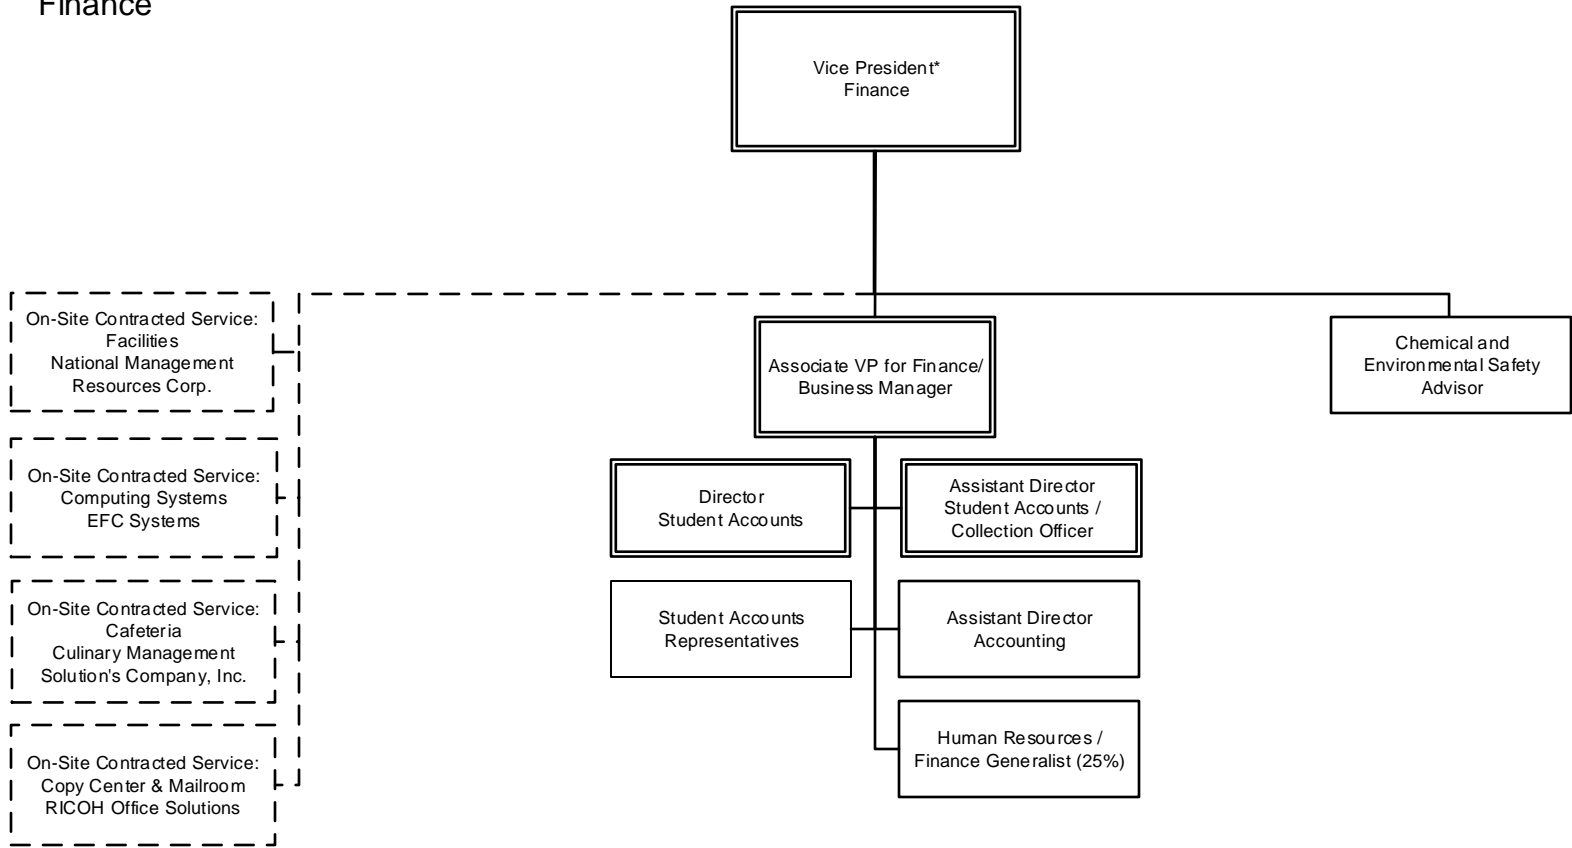 Finance
Vice President*
Finance
On-Site Contracted Service:
Facilities
National Management
Resources Corp.
Associate VP for Finance/
Business Manager
Chemical and
Environmental Safety
Advisor
On-Site Contracted Service:
Computing Systems
EFC Systems
Director
Student Accounts
Assistant Director
Student Accounts /
Collection Officer
On-Site Contracted Service:
Cafeteria
Culinary Management
Solution's Company, Inc.
Student Accounts
Representatives
Assistant Director
Accounting
On-Site Contracted Service:
Copy Center & Mailroom
RICOH Office Solutions
Human Resources /
Finance Generalist (25%)